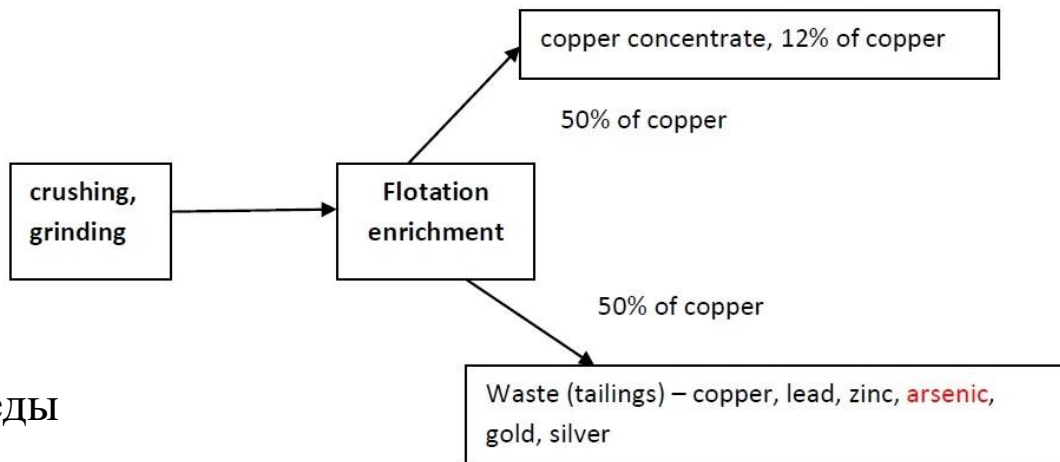 copper concentrate, 12% of copper
50% of copper
crushing,
grinding
Flotation
enrichment
50% of copper
Waste (tailings) – copper, lead, zinc, arsenic,
gold, silver